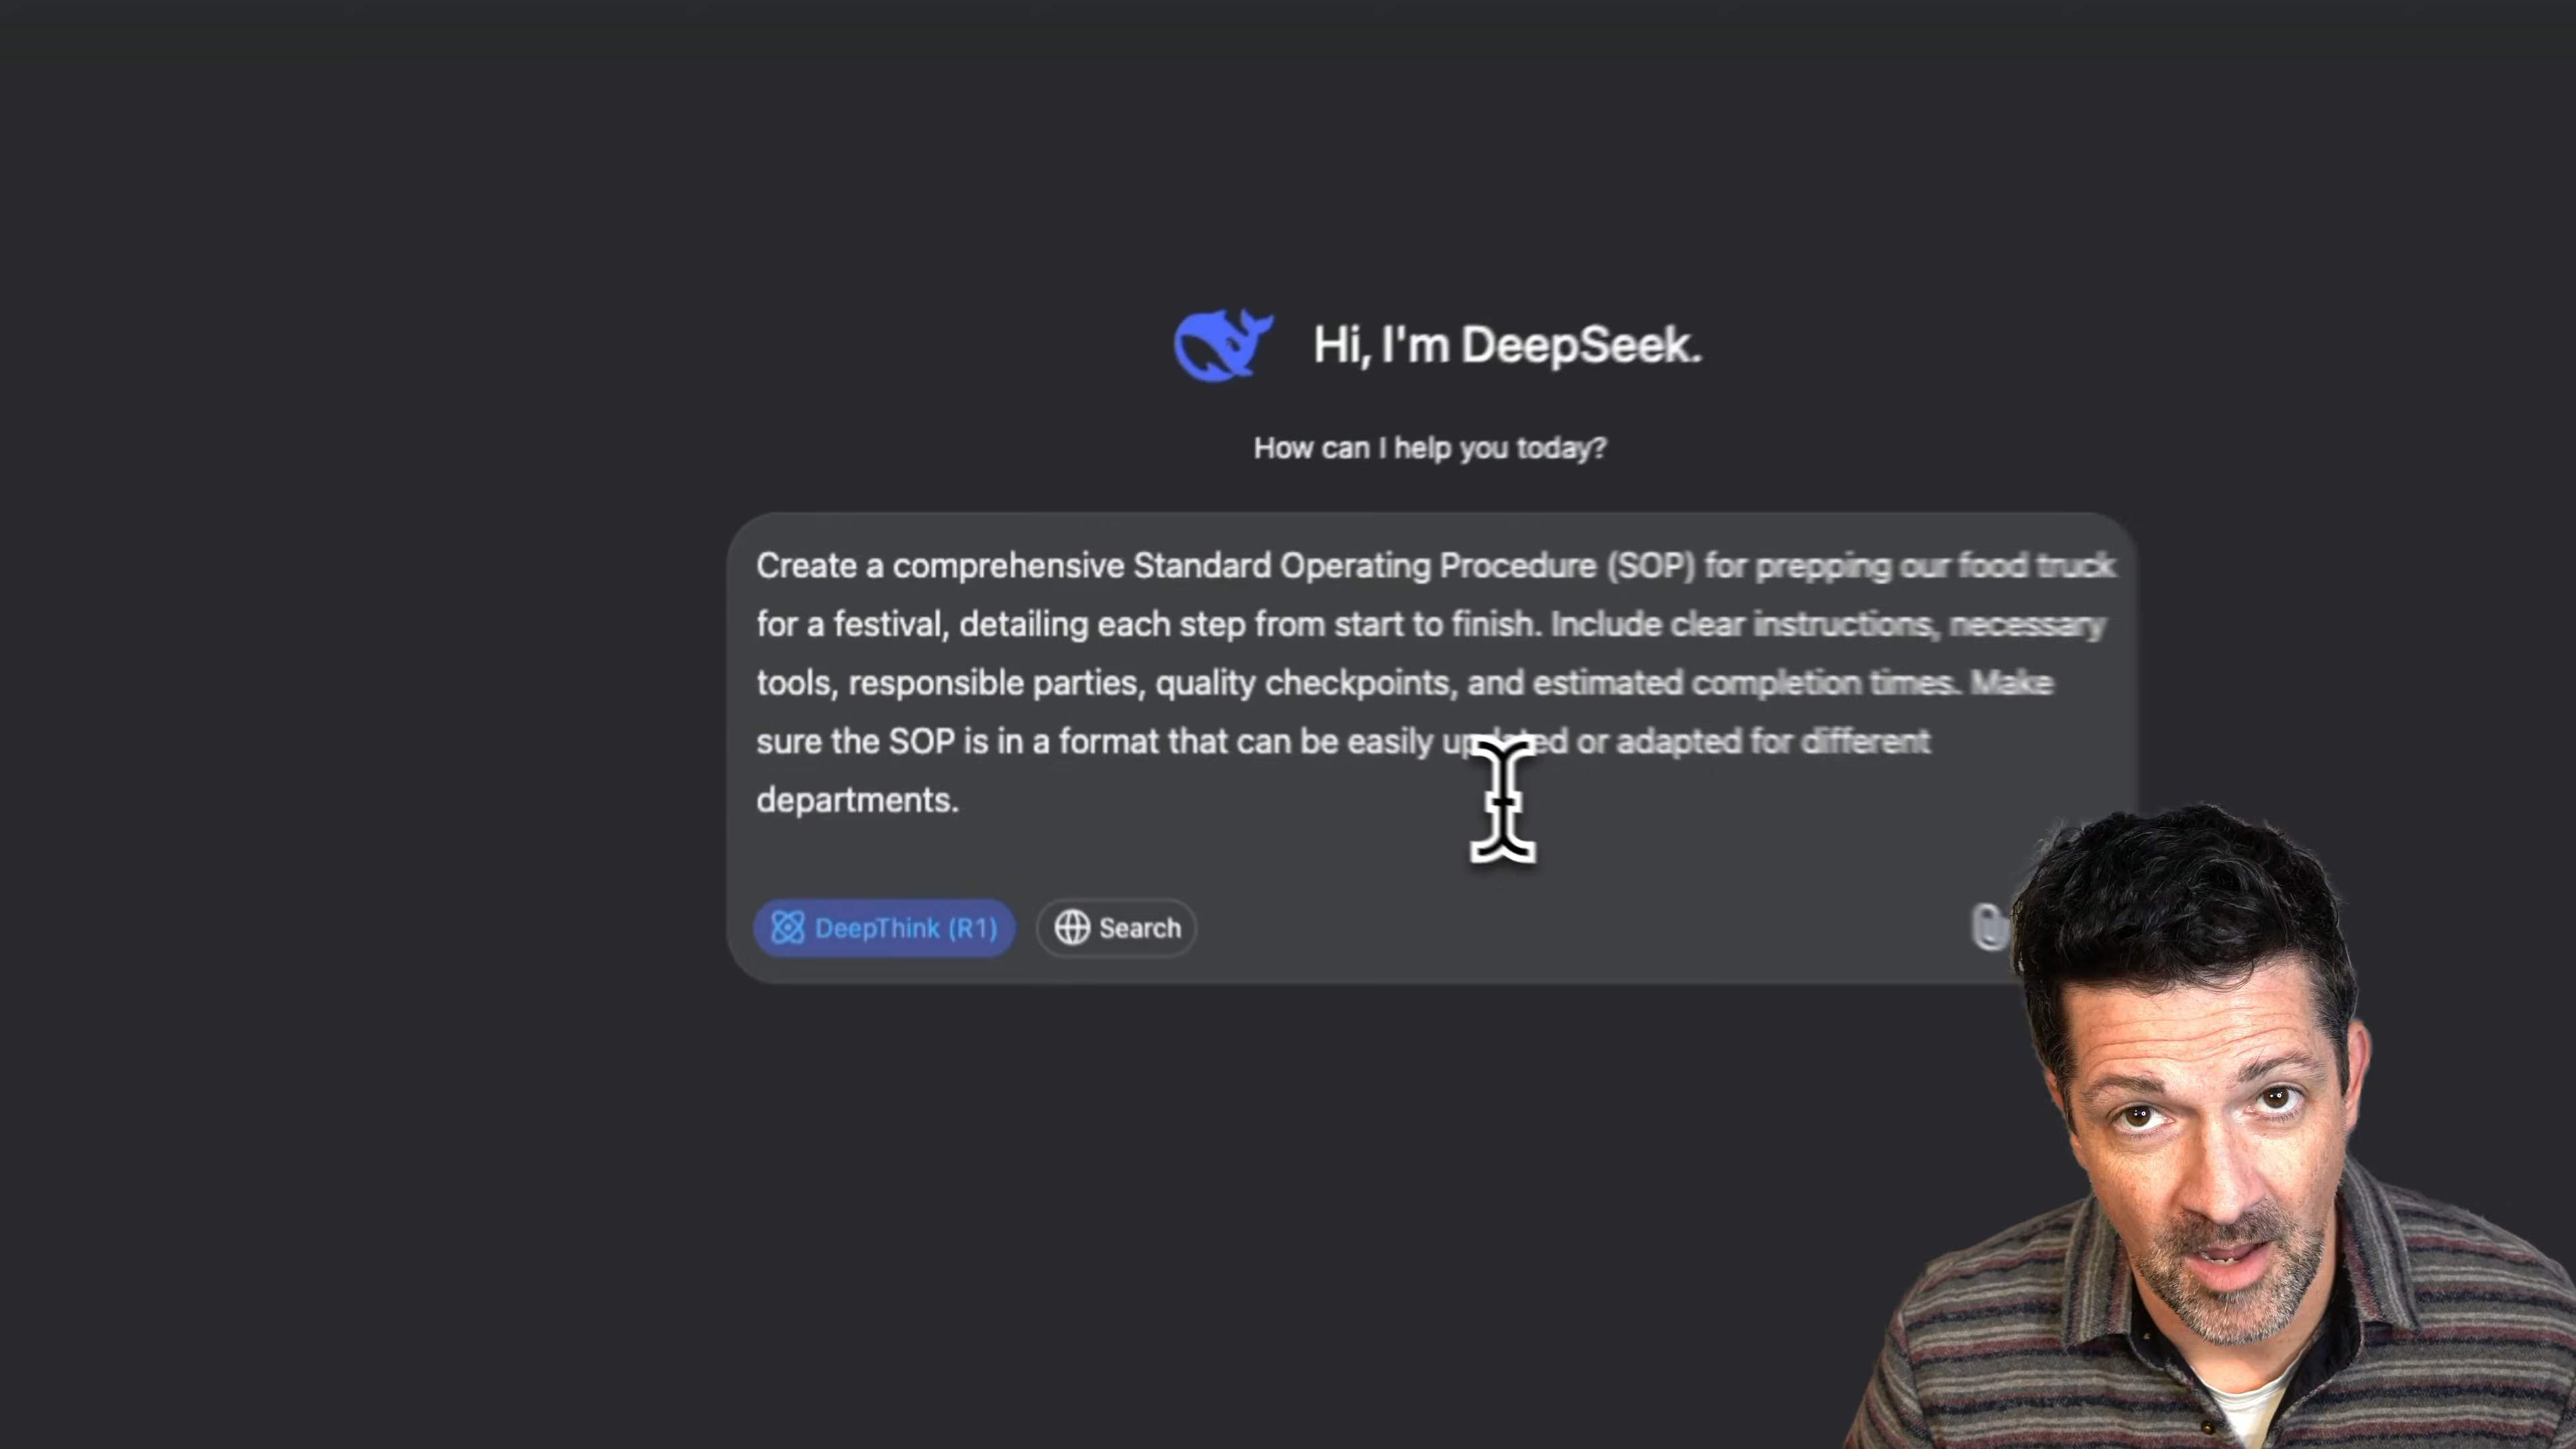 Hi, I'm DeepSeek.
How can I help you today?
Create a comprehensive Standard Operating Procedure (SOP) for prepping our food truck
for a festival, detailing each step from start to finish. Include clear instructions, necessary
tools, responsible parties, quality checkpoints, and estimated completion times. Make
sure the SOP is in a format that can be easily updated or adapted for different
departments.
DeepThink (R1)
Search